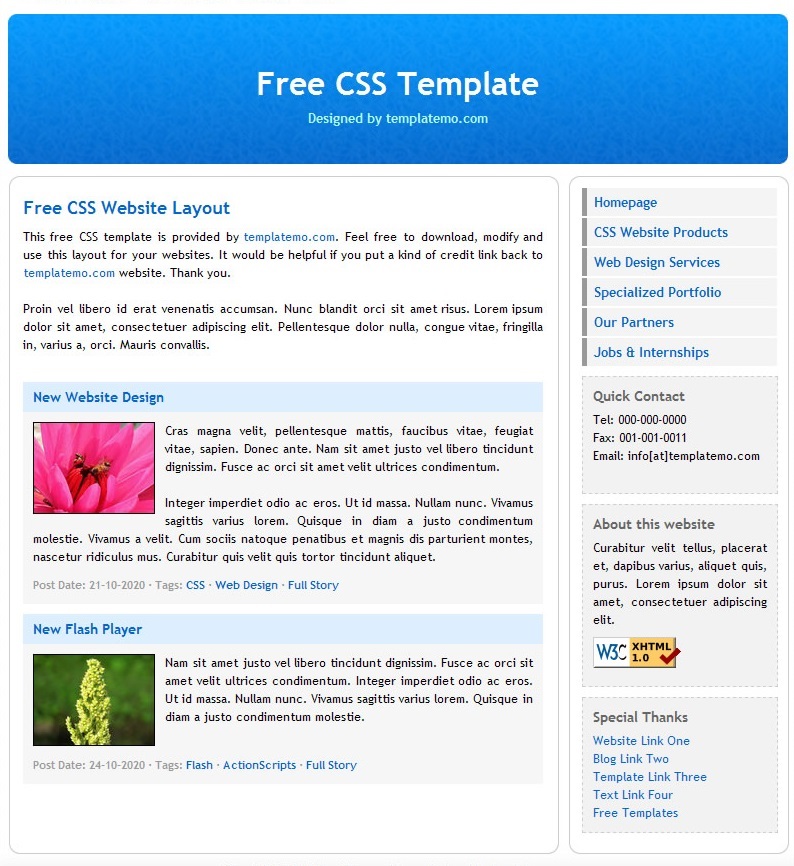 Free CSS Template
Designed by templatemo.com
Free CSS Website Layout
This free CSS template is provided by templatemo.com. Feel free to download, modify and
use this layout for your websites. It would be helpful if you put a kind of credit link back to
templatemo.com website. Thank you.
Proin vel libero id erat venenatis accumsan. Nunc blandit orci sit amet risus. Lorem ipsum
dolor sit amet, consectetuer adipiscing elit. Pellentesque dolor nulla, congue vitae, fringilla
in, varius a, orci. Mauris convallis.
New Website Design
Cras magna velit, pellentesque mattis, faucibus vitae, feugiat
vitae, sapien. Donec ante. Nam sit amet justo vel libero tincidunt
dignissim. Fusce ac orci sit amet velit ultrices condimentum.
Integer imperdiet odio ac eros. Ut id massa. Nullam nunc. Vivamus
sagittis varius lorem. Quisque in diam a justo condimentum
molestie. Vivamus a velit. Cum sociis natoque penatibus et magnis dis parturient montes,
nascetur ridiculus mus. Curabitur quis velit quis tortor tincidunt aliquet.
Post Date: 21-10-2020 · Tags: CSS · Web Design · Full Story
New Flash Player
Nam sit amet justo vel libero tincidunt dignissim. Fusce ac orci sit
amet velit ultrices condimentum. Integer imperdiet odio ac eros.
Ut id massa. Nullam nunc. Vivamus sagittis varius lorem. Quisque in
diam a justo condimentum molestie.
Post Date: 24-10-2020 · Tags: Flash · ActionScripts · Full Story
Homepage
CSS Website Products
Web Design Services
Specialized Portfolio
Our Partners
Jobs & Internships
Quick Contact
Tel: 000-000-0000
Fax: 001-001-0011
Email: info[at]templatemo.com
About this website
Curabitur velit tellus, placerat
et, dapibus varius, aliquet quis,
purus. Lorem ipsum dolor sit
amet, consectetuer adipiscing
elit.
W3C XHTML
1.0
Special Thanks
Website Link One
Blog Link Two
Template Link Three
Text Link Four
Free Templates